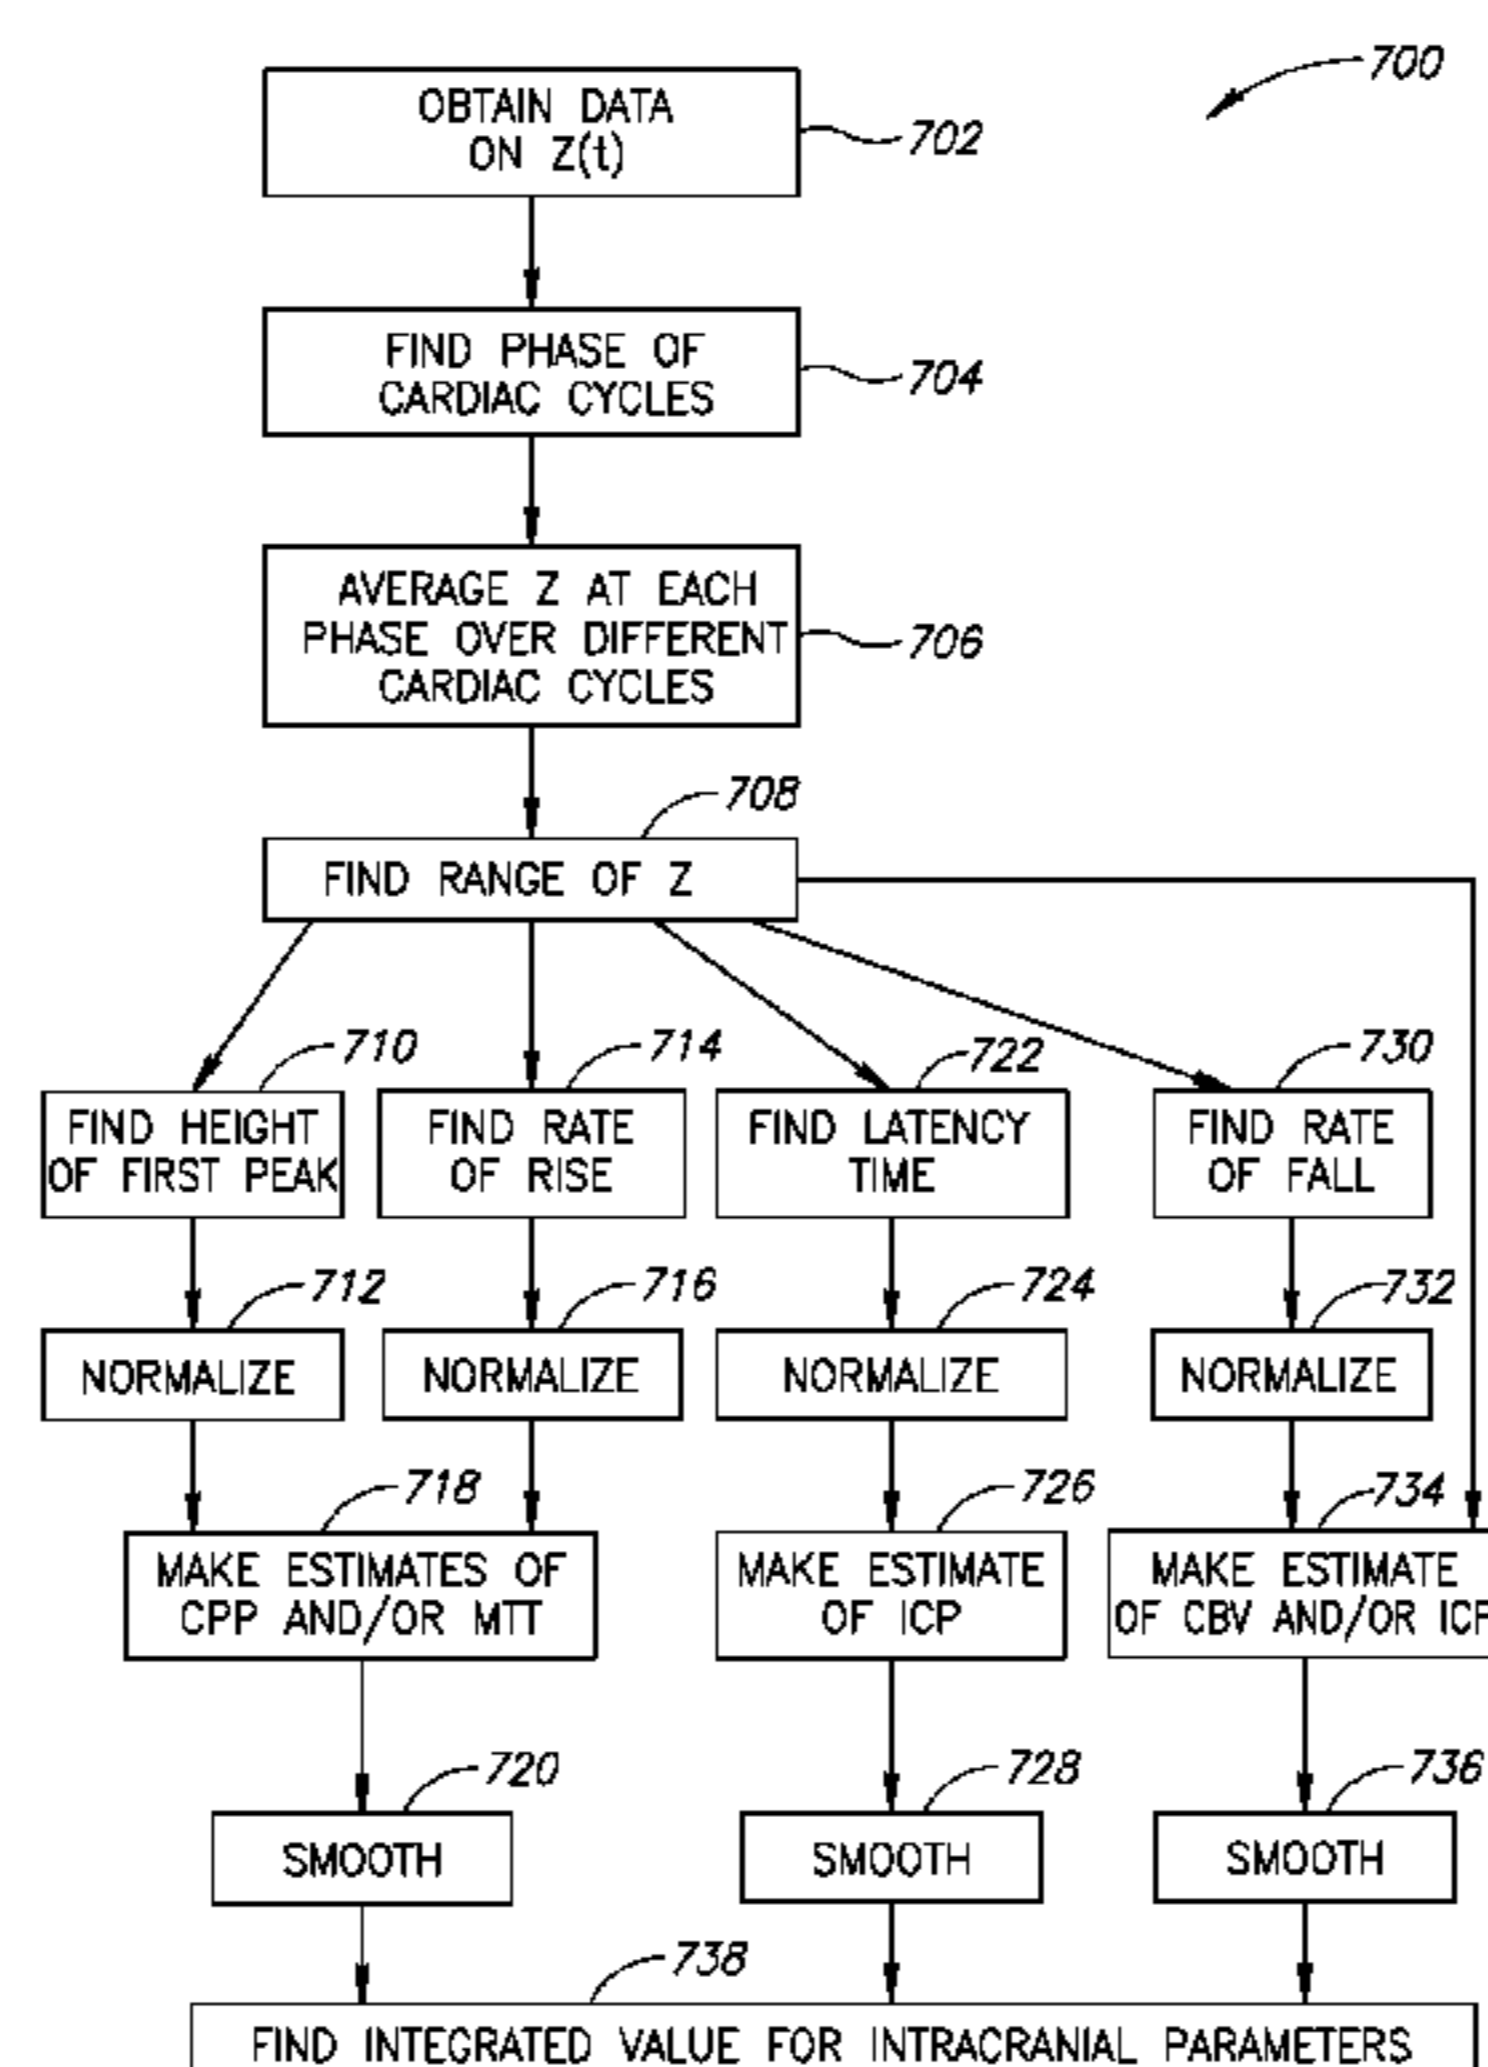 700
OBTAIN DATA
ON Z(t)
702
FIND PHASE OF
CARDIAC CYCLES
704
AVERAGE Z AT EACH
PHASE OVER DIFFERENT
CARDIAC CYCLES
706
708
FIND RANGE OF Z
710
FIND HEIGHT
OF FIRST PEAK
714
FIND RATE
OF RISE
722
FIND LATENCY
TIME
730
FIND RATE
OF FALL
712
NORMALIZE
716
NORMALIZE
724
NORMALIZE
732
NORMALIZE
718
MAKE ESTIMATES OF
CPP AND/OR MTT
726
MAKE ESTIMATE
OF ICP
734
MAKE ESTIMATE
OF CBV AND/OR
720
SMOOTH
728
SMOOTH
736
SMOOTH
738
FIND INTEGRATED VALUE FOR INTRACRANIAL PARAMETERS